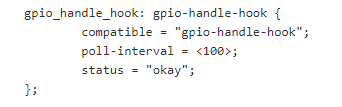 gpio_handle_hook: gpio-handle-hook {
        compatible = "gpio-handle-hook";
        poll-interval = <100>;
        status = "okay";
};